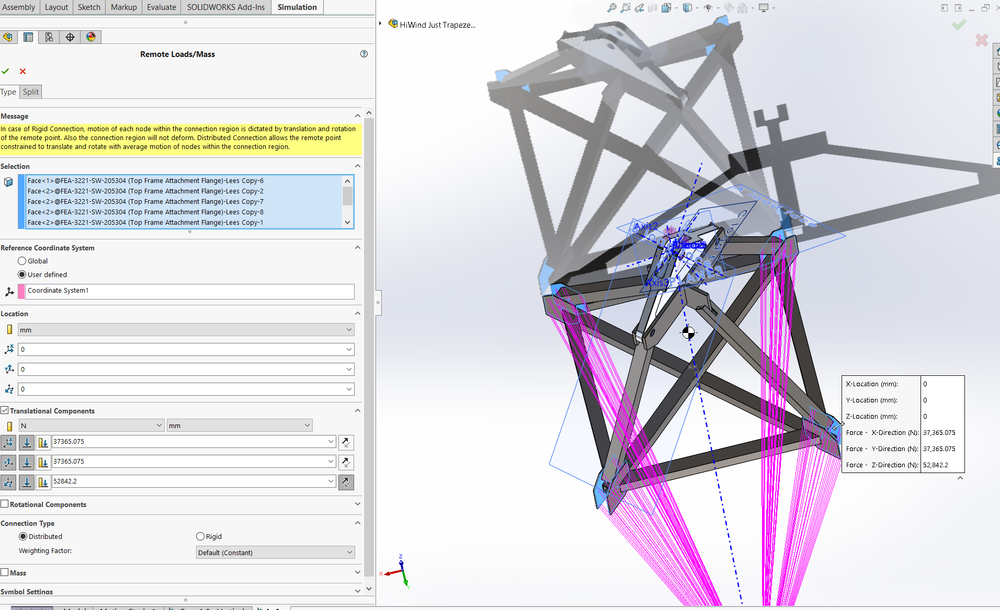 Assembly Layout Sketch Markup Evaluate SOLIDWORKS Add-Ins Simulation
HiWind Just Trapeze...
Remote Loads/Mass
Type Split
Message
In case of Rigid Connection, motion of each node within the connection region is dictated by translation and rotation
of the remote point. Also the connection region will not deform. Distributed Connection allows the remote point
constrained to translate and rotate with average motion of nodes within the connection region.
Selection
Face<1>@FEA-3221-SW-205304 (Top Frame Attachment Flange)-Lees Copy-6
Face<2>@FEA-3221-SW-205304 (Top Frame Attachment Flange)-Lees Copy-2
Face<2>@FEA-3221-SW-205304 (Top Frame Attachment Flange)-Lees Copy-7
Face<2>@FEA-3221-SW-205304 (Top Frame Attachment Flange)-Lees Copy-8
Face<2>@FEA-3221-SW-205304 (Top Frame Attachment Flange)-Lees Copy-1
Reference Coordinate System
Global
User defined
Coordinate System1
Location
mm
0
0
0
Translational Components
N mm
37365.075
37365.075
52842.2
Rotational Components
Connection Type
Distributed Rigid
Weighting Factor: Default (Constant)
Mass
Symbol Settings
A load face
Axis2
Axis3
PLANE3
X-Location (mm): 0
Y-Location (mm): 0
Z-Location (mm): 0
Force - X-Direction (N): 37,365.075
Force - Y-Direction (N): 37,365.075
Force - Z-Direction (N): 52,842.2
Z
X
Y